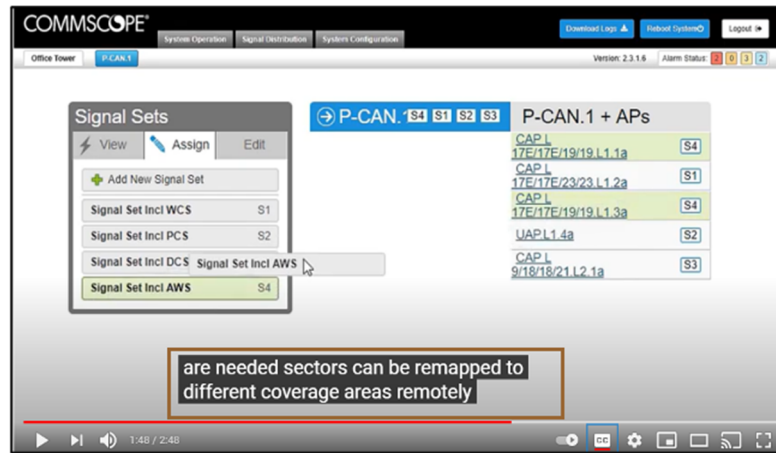 COMMSCOPE®
System Operation Signal Distribution System Configuration
Download Logs Reboot System Logout
Office Tower P-CAN.1
Version: 2.3.1.6 Alarm Status: 2 0 3 2
Signal Sets
View Assign Edit
Add New Signal Set
Signal Set Incl WCS S1
Signal Set Incl PCS S2
Signal Set Incl DCS
Signal Set Incl AWS
Signal Set Incl AWS S4
P-CAN.1 S4 S1 S2 S3
P-CAN.1 + APs
CAP L
17E/17E/19/19.L1.1a S4
CAP L
17E/17E/23/23.L1.2a S1
CAP L
17E/17E/19/19.L1.3a S4
UAP.L1.4a S2
CAP L
9/18/18/21.L2.1a S3
are needed sectors can be remapped to
different coverage areas remotely
1:48 / 2:48
CC